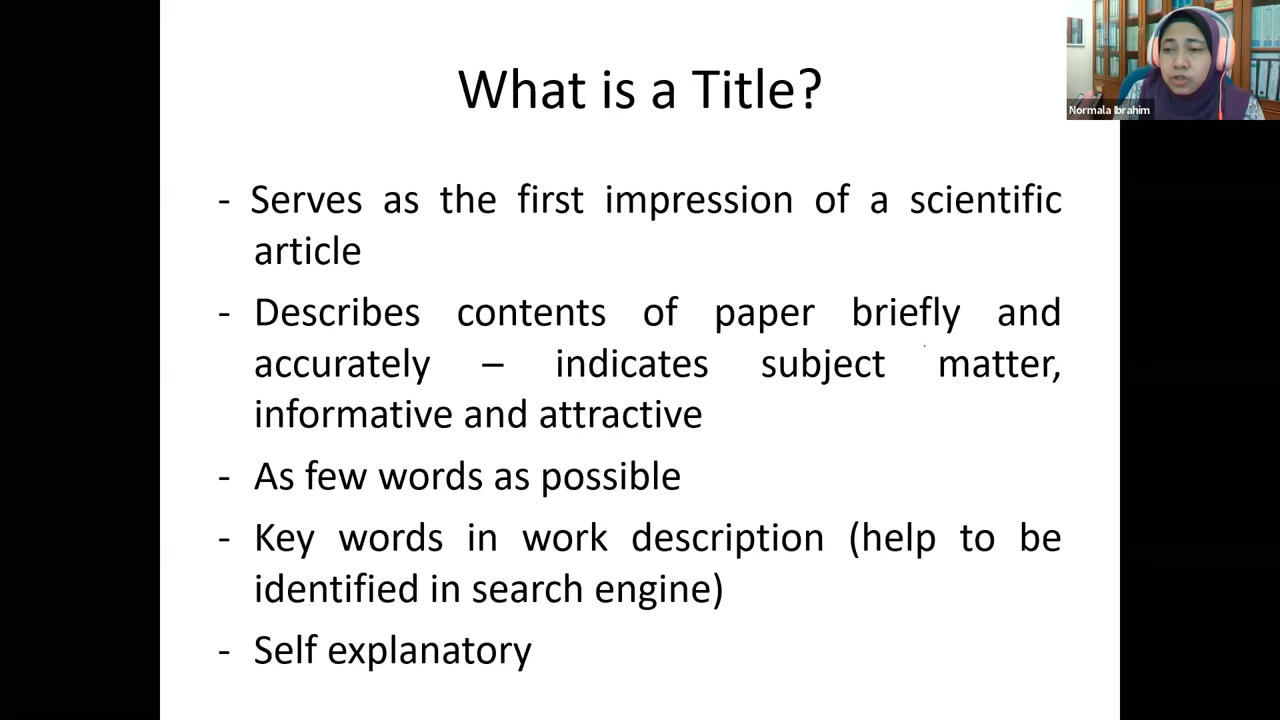 What is a Title?
Normala Ibrahim
- Serves as the first impression of a scientific
article
- Describes contents of paper briefly and
accurately – indicates subject matter,
informative and attractive
- As few words as possible
- Key words in work description (help to be
identified in search engine)
- Self explanatory